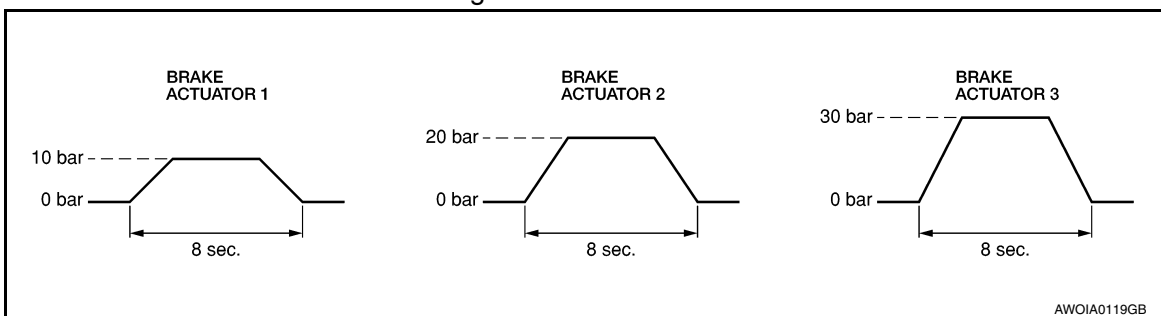 BRAKE
ACTUATOR 1
10 bar
0 bar
8 sec.
BRAKE
ACTUATOR 2
20 bar
0 bar
8 sec.
BRAKE
ACTUATOR 3
30 bar
0 bar
8 sec.
AWOIA0119GB